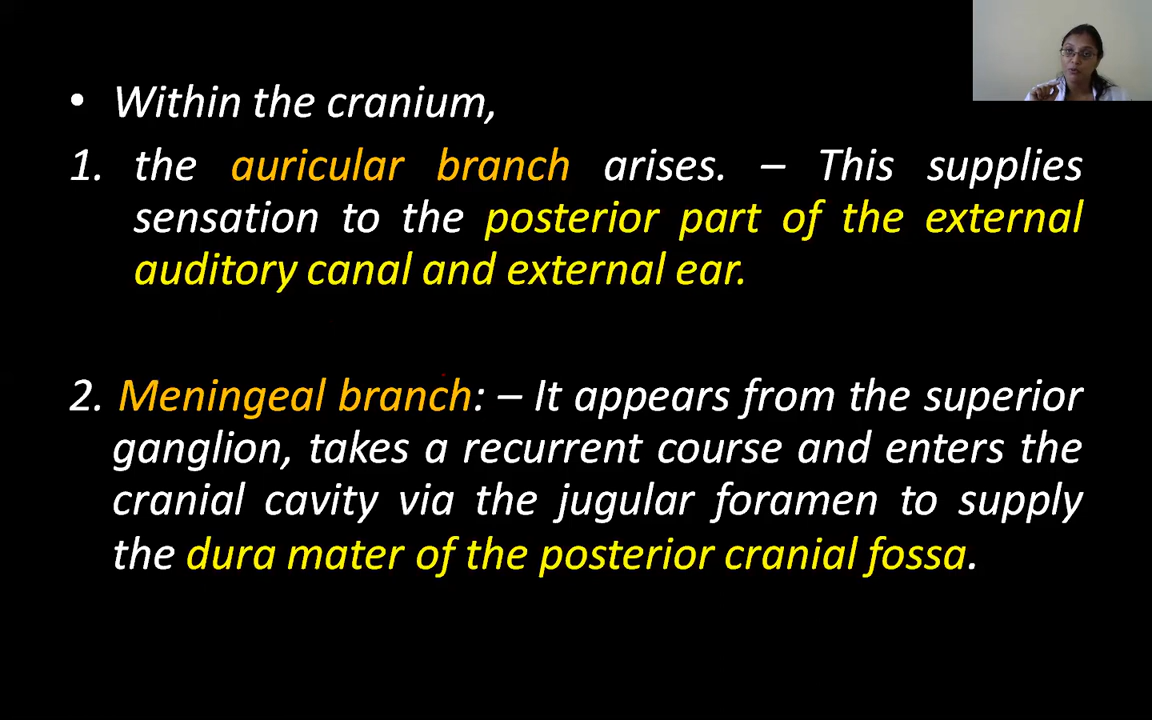 • Within the cranium,
1. the auricular branch arises. – This supplies
sensation to the posterior part of the external
auditory canal and external ear.
2. Meningeal branch: – It appears from the superior
ganglion, takes a recurrent course and enters the
cranial cavity via the jugular foramen to supply
the dura mater of the posterior cranial fossa.